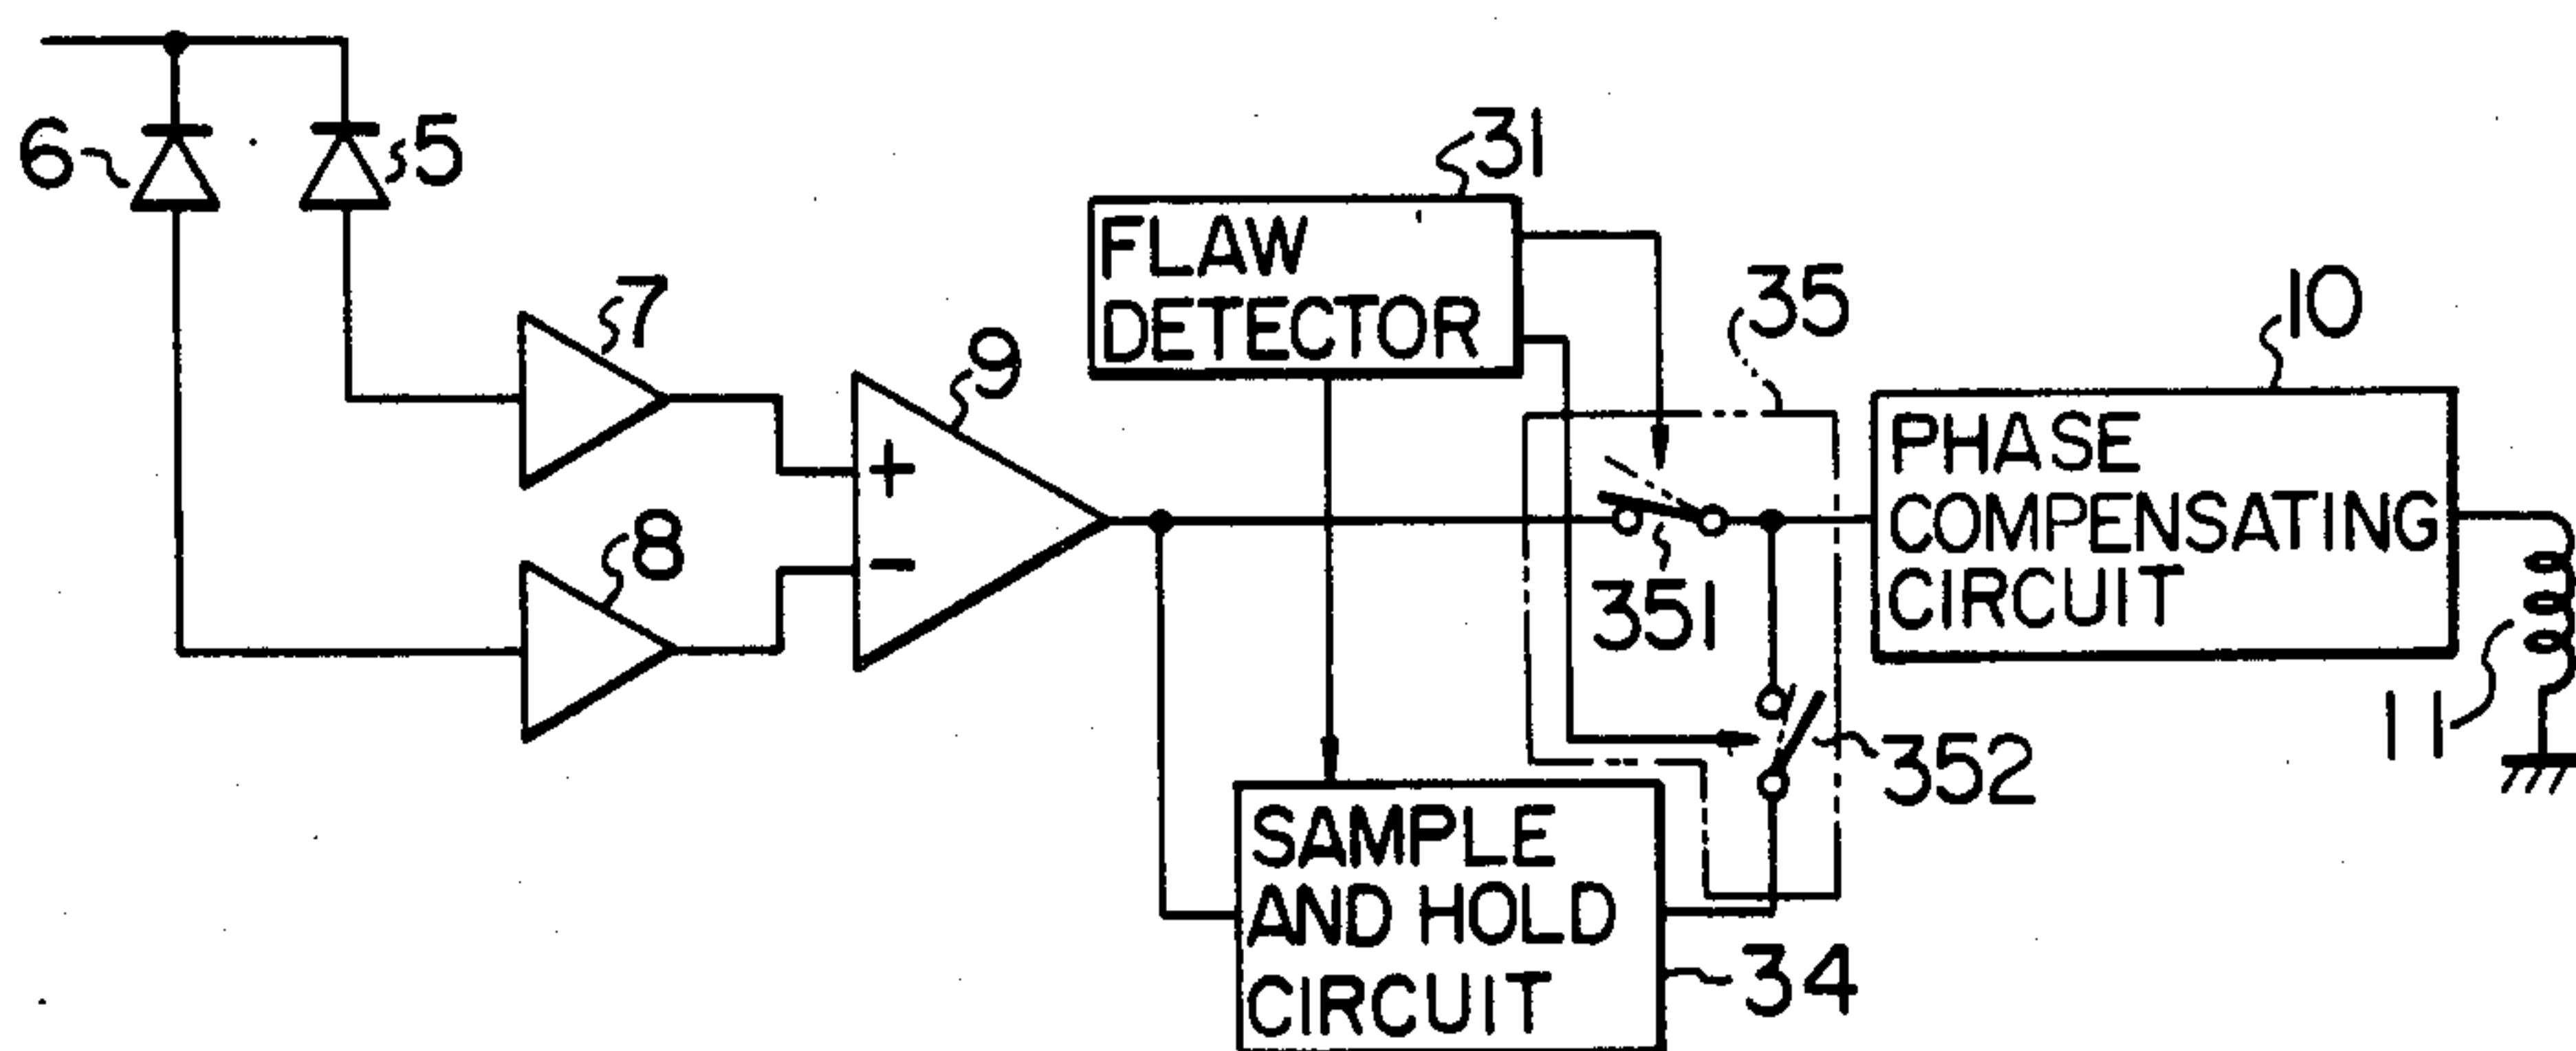 6
5
7
8
+
-
9
31
FLAW
DETECTOR
35
351
352
10
PHASE
COMPENSATING
CIRCUIT
11
SAMPLE
AND HOLD
CIRCUIT
34